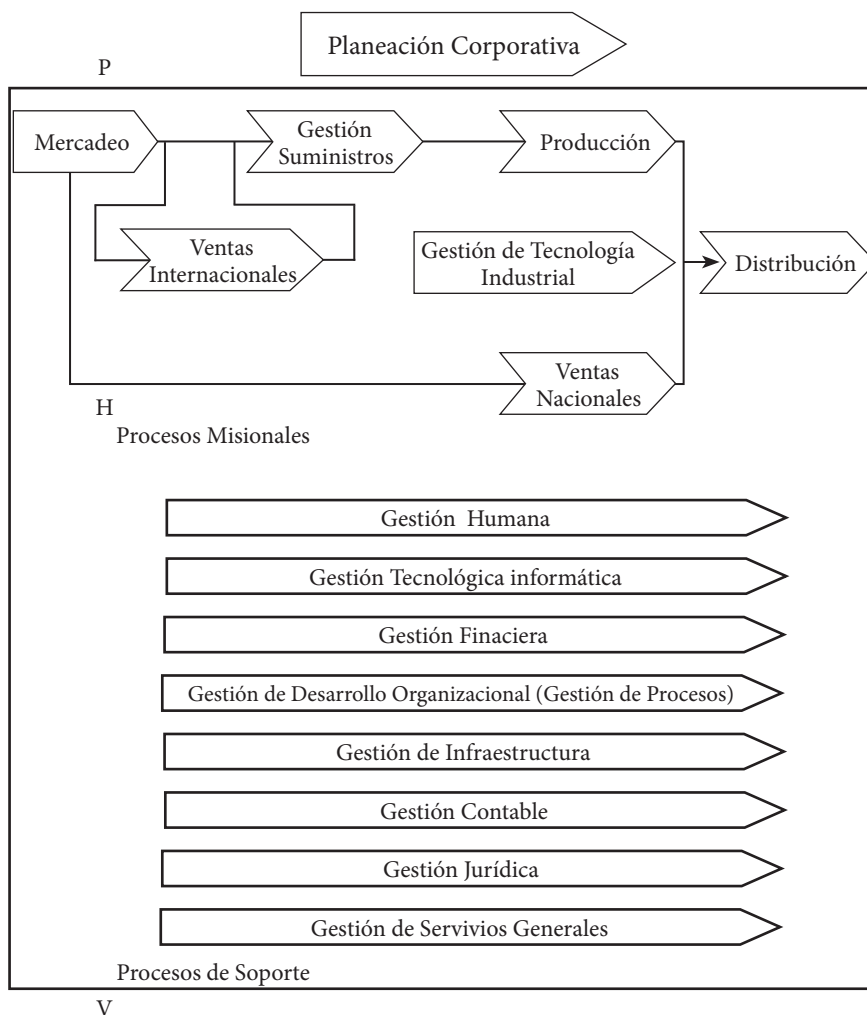 Planeación Corporativa
P
Mercadeo
Gestión
Suministros
Producción
Ventas
Internacionales
Gestión de Tecnología
Industrial
Distribución
Ventas
Nacionales
H
Procesos Misionales
Gestión Humana
Gestión Tecnológica informática
Gestión Finaciera
Gestión de Desarrollo Organizacional (Gestión de Procesos)
Gestión de Infraestructura
Gestión Contable
Gestión Jurídica
Gestión de Servivios Generales
Procesos de Soporte
V